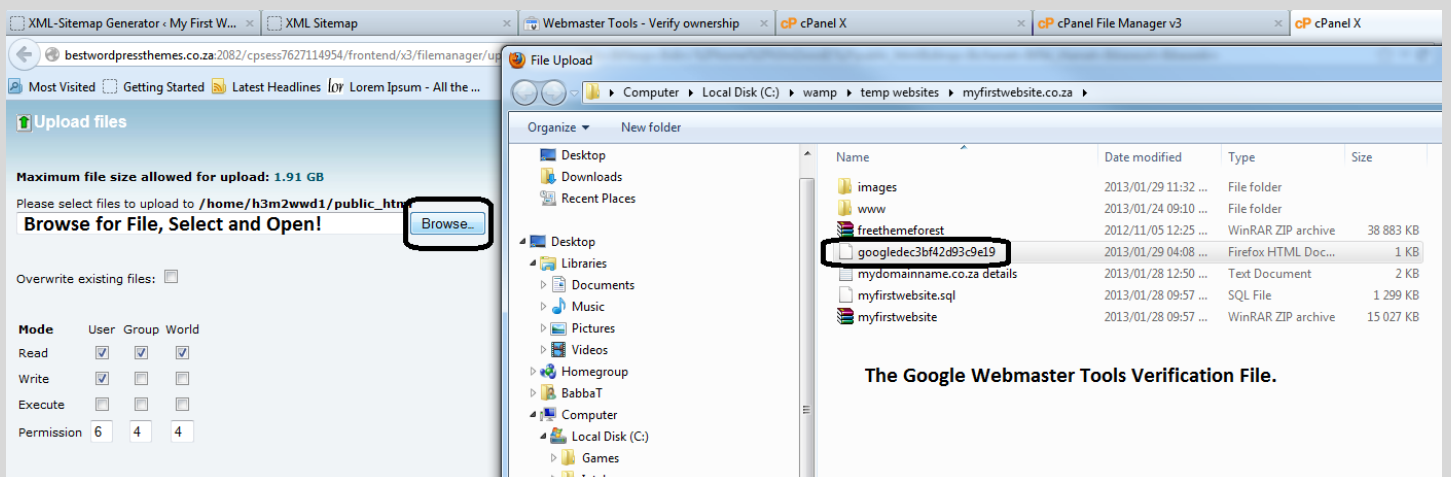 XML-Sitemap Generator ‹ My First W... × XML Sitemap × Webmaster Tools - Verify ownership × cP cPanel X × cP cPanel File Manager v3 × cP cPanel X
bestwordpressthemes.co.za:2082/cpsess7627114954/frontend/x3/filemanager/up
File Upload
Most Visited Getting Started Latest Headlines lor Lorem Ipsum - All the ...
Computer Local Disk (C:) wamp temp websites myfirstwebsite.co.za
Upload files
Organize New folder
Maximum file size allowed for upload: 1.91 GB
Please select files to upload to /home/h3m2wwd1/public_html
Browse for File, Select and Open! Browse...
Overwrite existing files:
Mode User Group World
Read
Write
Execute
Permission 6 4 4
Desktop
Downloads
Recent Places
Desktop
Libraries
Documents
Music
Pictures
Videos
Homegroup
BabbaT
Computer
Local Disk (C:)
Games
Name Date modified Type Size
images 2013/01/29 11:32 ... File folder
www 2013/01/24 09:10 ... File folder
freethemeforest 2012/11/05 12:25 ... WinRAR ZIP archive 38 883 KB
googledec3bf42d93c9e19 2013/01/29 04:08 ... Firefox HTML Doc... 1 KB
mydomainname.co.za details 2013/01/28 12:50 ... Text Document 2 KB
myfirstwebsite.sql 2013/01/28 09:57 ... SQL File 1 299 KB
myfirstwebsite 2013/01/28 09:57 ... WinRAR ZIP archive 15 027 KB
The Google Webmaster Tools Verification File.